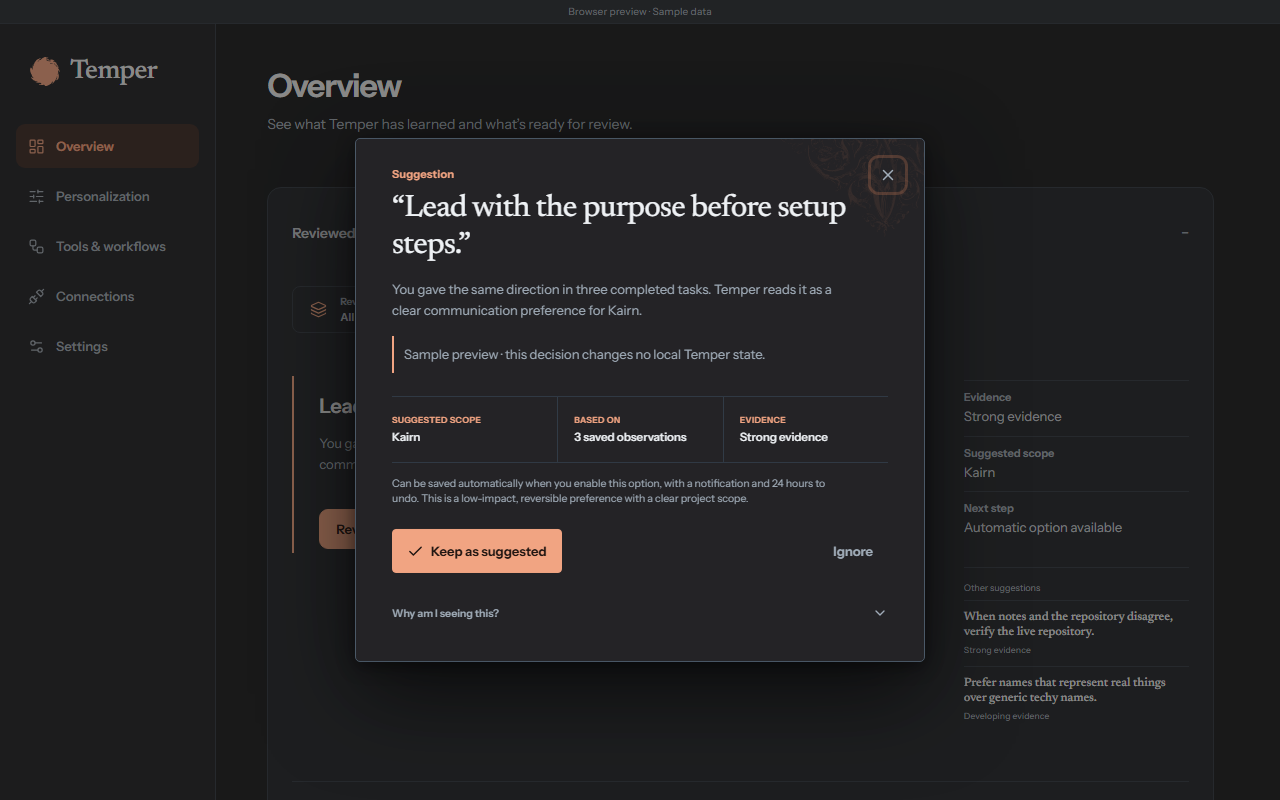 Browser preview · Sample data
Temper
Overview
Personalization
Tools & workflows
Connections
Settings
Overview
See what Temper has learned and what's ready for review.
Reviewed
Rev
All
Lead
You ga
comm
Rev
Suggestion
“Lead with the purpose before setup
steps.”
You gave the same direction in three completed tasks. Temper reads it as a
clear communication preference for Kairn.
Sample preview · this decision changes no local Temper state.
SUGGESTED SCOPE
Kairn
BASED ON
3 saved observations
EVIDENCE
Strong evidence
Can be saved automatically when you enable this option, with a notification and 24 hours to
undo. This is a low-impact, reversible preference with a clear project scope.
Keep as suggested
Ignore
Why am I seeing this?
Evidence
Strong evidence
Suggested scope
Kairn
Next step
Automatic option available
Other suggestions
When notes and the repository disagree,
verify the live repository.
Strong evidence
Prefer names that represent real things
over generic techy names.
Developing evidence